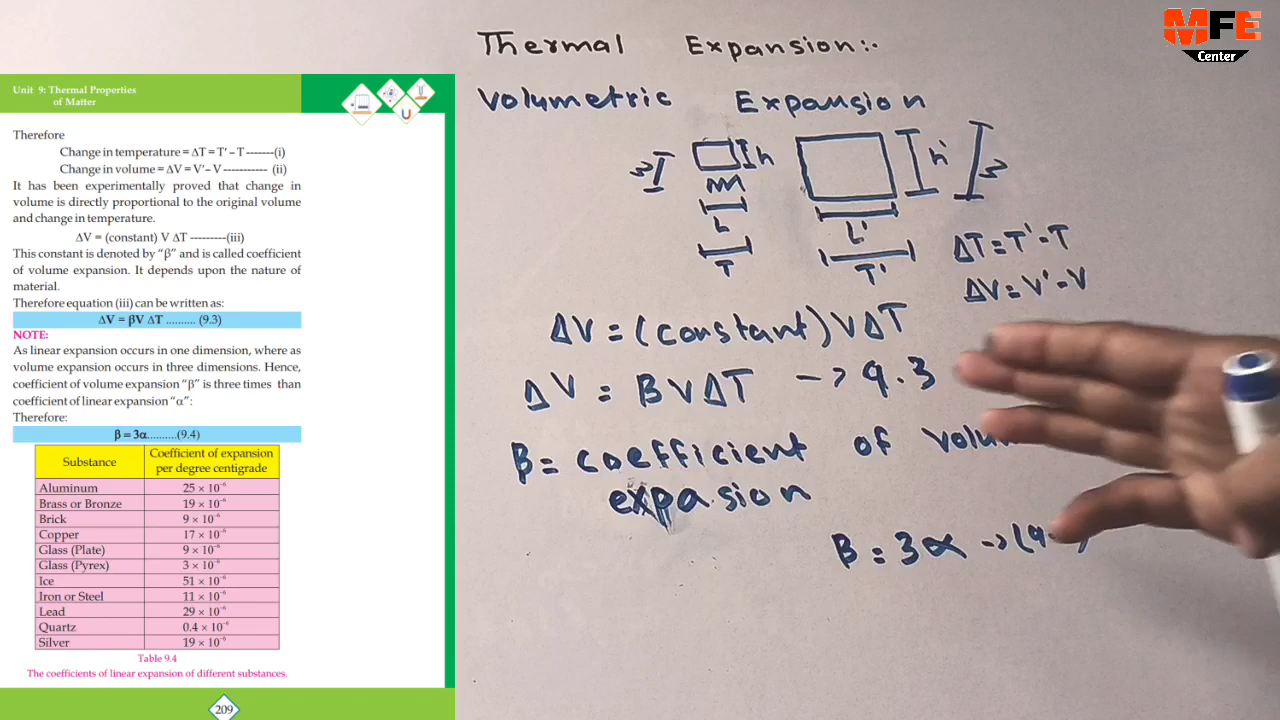 MFE
Center
Unit 9: Thermal Properties
of Matter
Therefore
Change in temperature = ΔT = T′ – T -------(i)
Change in volume = ΔV = V′– V ----------- (ii)
It has been experimentally proved that change in
volume is directly proportional to the original volume
and change in temperature.
ΔV = (constant) V ΔT ---------(iii)
This constant is denoted by “β” and is called coefficient
of volume expansion. It depends upon the nature of
material.
Therefore equation (iii) can be written as:
ΔV = βV ΔT .......... (9.3)
NOTE:
As linear expansion occurs in one dimension, where as
volume expansion occurs in three dimensions. Hence,
coefficient of volume expansion “β” is three times than
coefficient of linear expansion “α”:
Therefore:
β = 3α..........(9.4)
Substance Coefficient of expansion per degree centigrade
Aluminum 25 × 10⁻⁶
Brass or Bronze 19 × 10⁻⁶
Brick 9 × 10⁻⁶
Copper 17 × 10⁻⁶
Glass (Plate) 9 × 10⁻⁶
Glass (Pyrex) 3 × 10⁻⁶
Ice 51 × 10⁻⁶
Iron or Steel 11 × 10⁻⁶
Lead 29 × 10⁻⁶
Quartz 0.4 × 10⁻⁶
Silver 19 × 10⁻⁶
Table 9.4
The coefficients of linear expansion of different substances.
209
Thermal Expansion:.
Volumetric Expansion
h
L
T
h'
L'
T'
ΔT = T' - T
ΔV = V' - V
ΔV = (constant) VΔT
ΔV = βVΔT → 9.3
β = coefficient of
expasion
β = 3α →